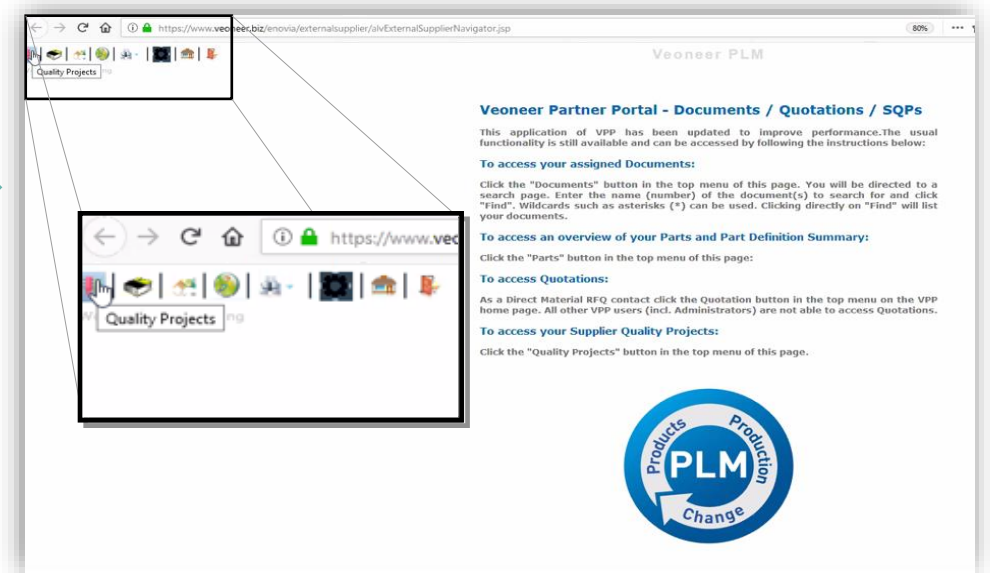 https://www.veoneer.biz/enovia/externalsupplier/alvExternalSupplierNavigator.jsp
80%
Quality Projects
Veoneer PLM
Veoneer Partner Portal - Documents / Quotations / SQPs
This application of VPP has been updated to improve performance.The usual
functionality is still available and can be accessed by following the instructions below:
To access your assigned Documents:
Click the "Documents" button in the top menu of this page. You will be directed to a
search page. Enter the name (number) of the document(s) to search for and click
"Find". Wildcards such as asterisks (*) can be used. Clicking directly on "Find" will list
your documents.
To access an overview of your Parts and Part Definition Summary:
Click the "Parts" button in the top menu of this page:
To access Quotations:
As a Direct Material RFQ contact click the Quotation button in the top menu on the VPP
home page. All other VPP users (incl. Administrators) are not able to access Quotations.
To access your Supplier Quality Projects:
Click the "Quality Projects" button in the top menu of this page.
https://www.veo
Quality Projects
Products
Production
PLM
Change